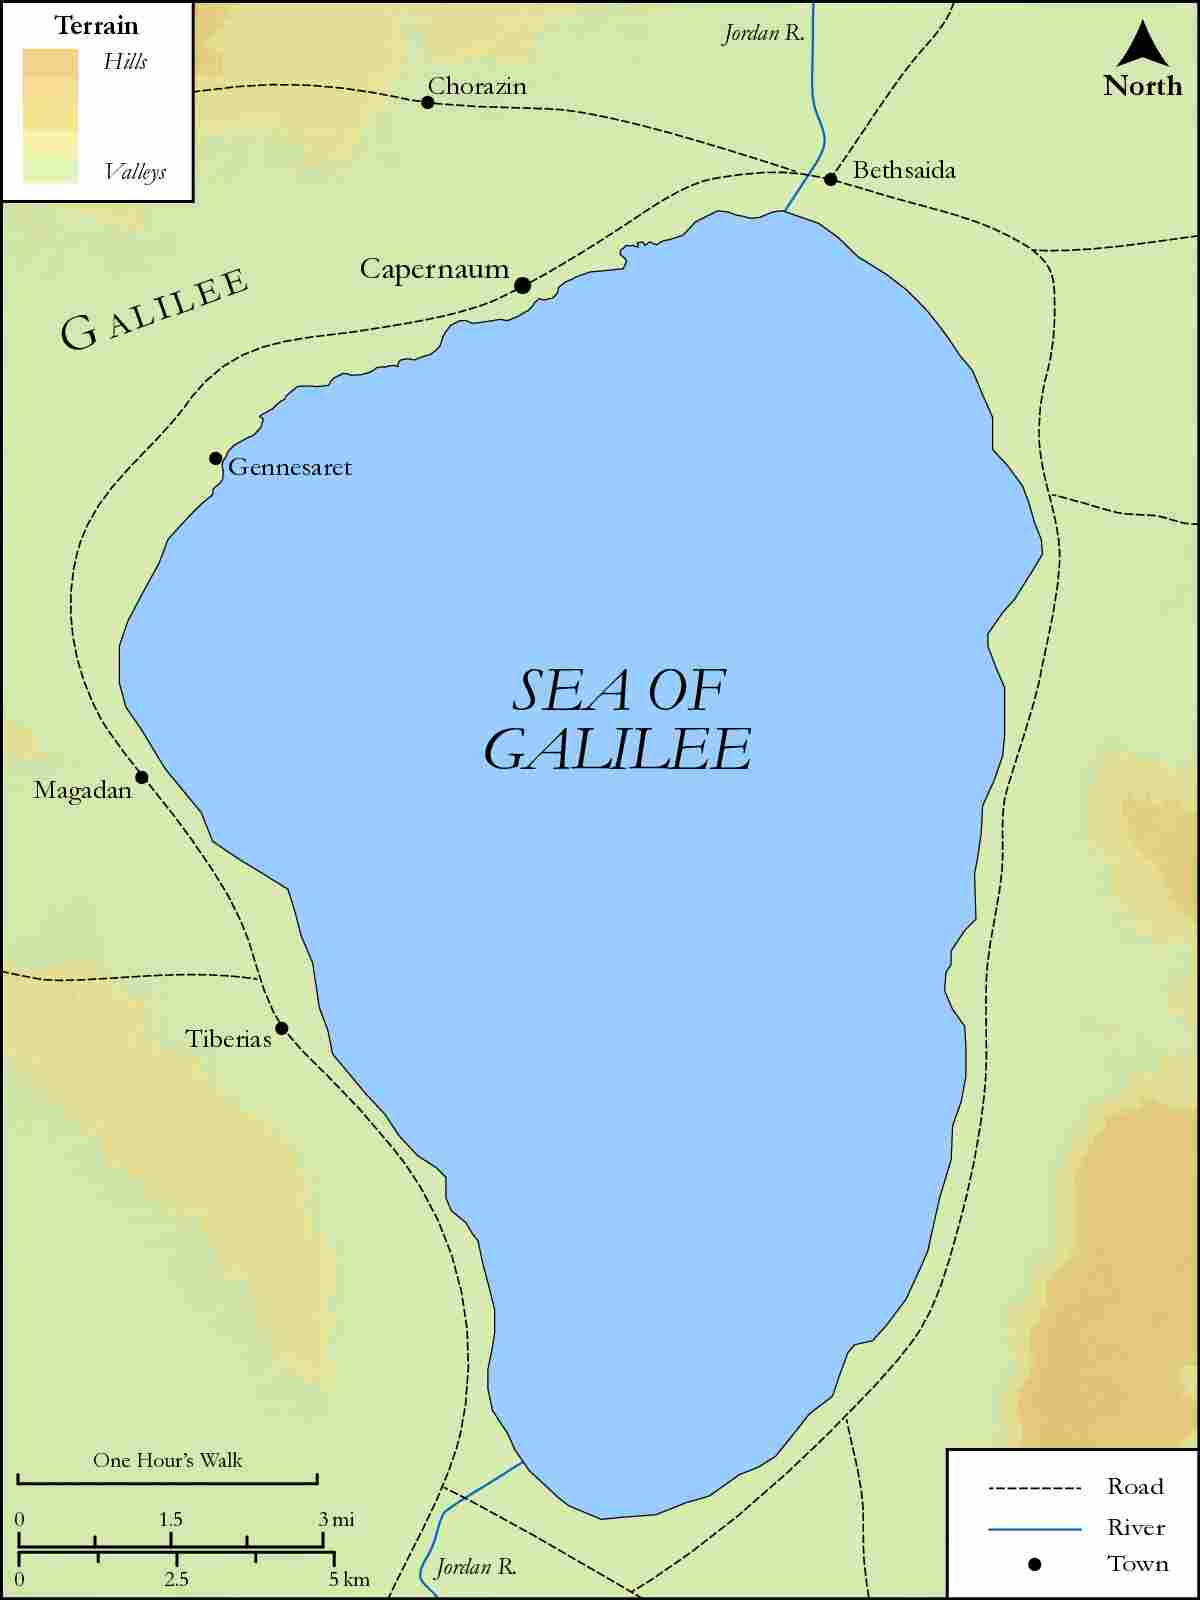 Terrain
Hills
Valleys
Jordan R.
North
Chorazin
Bethsaida
Capernaum
GALILEE
Gennesaret
SEA OF
GALILEE
Magadan
Tiberias
One Hour's Walk
0 1.5 3 mi
0 2.5 5 km
Jordan R.
Road
River
Town